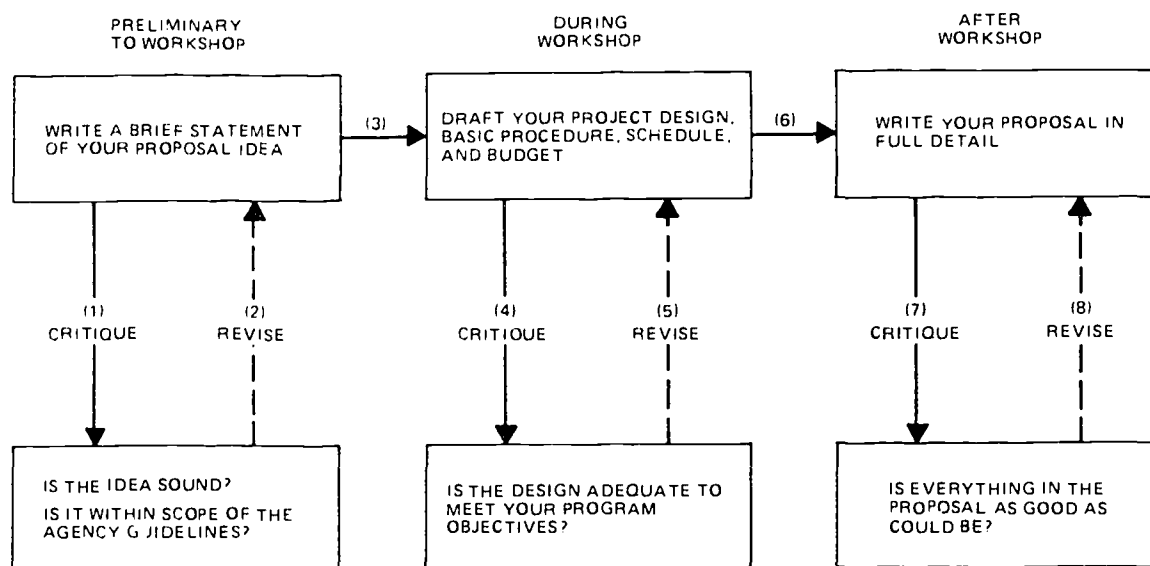 PRELIMINARY
TO WORKSHOP
DURING
WORKSHOP
AFTER
WORKSHOP
WRITE A BRIEF STATEMENT
OF YOUR PROPOSAL IDEA
(3)
DRAFT YOUR PROJECT DESIGN,
BASIC PROCEDURE, SCHEDULE,
AND BUDGET
(6)
WRITE YOUR PROPOSAL IN
FULL DETAIL
(1)
CRITIQUE
(2)
REVISE
(4)
CRITIQUE
(5)
REVISE
(7)
CRITIQUE
(8)
REVISE
IS THE IDEA SOUND?
IS IT WITHIN SCOPE OF THE
AGENCY GUIDELINES?
IS THE DESIGN ADEQUATE TO
MEET YOUR PROGRAM
OBJECTIVES?
IS EVERYTHING IN THE
PROPOSAL AS GOOD AS
COULD BE?